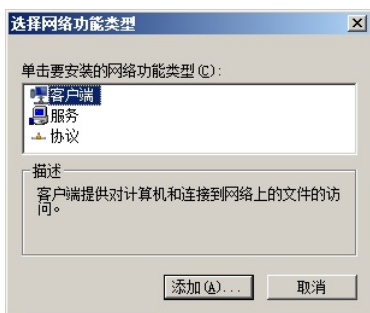 选择网络功能类型
单击要安装的网络功能类型(C):
客户端
服务
协议
描述
客户端提供对计算机和连接到网络上的文件的访
问。
添加(A)...
取消